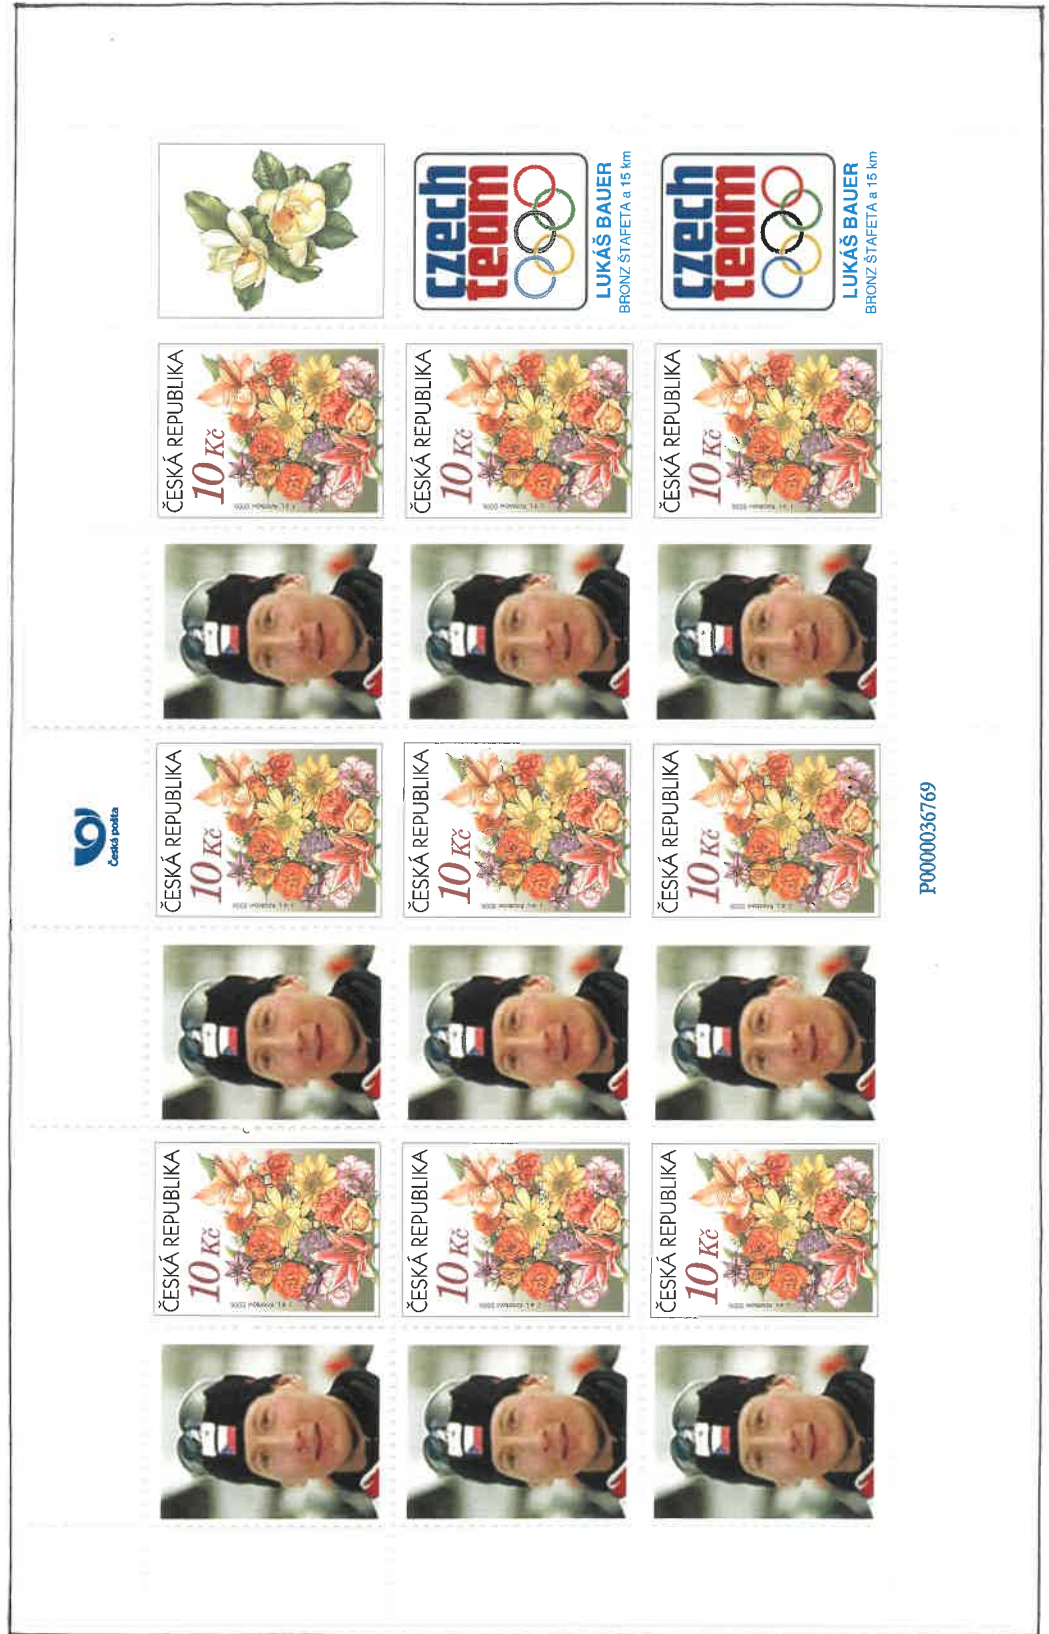 Česká pošta
ČESKÁ REPUBLIKA
10 Kč
ČESKÁ REPUBLIKA
10 Kč
ČESKÁ REPUBLIKA
10 Kč
ČESKÁ REPUBLIKA
10 Kč
ČESKÁ REPUBLIKA
10 Kč
ČESKÁ REPUBLIKA
10 Kč
czech
team
LUKÁŠ BAUER
BRONZ ŠTAFETA a 15 km
ČESKÁ REPUBLIKA
10 Kč
ČESKÁ REPUBLIKA
10 Kč
ČESKÁ REPUBLIKA
10 Kč
czech
team
LUKÁŠ BAUER
BRONZ ŠTAFETA a 15 km
P0000036769